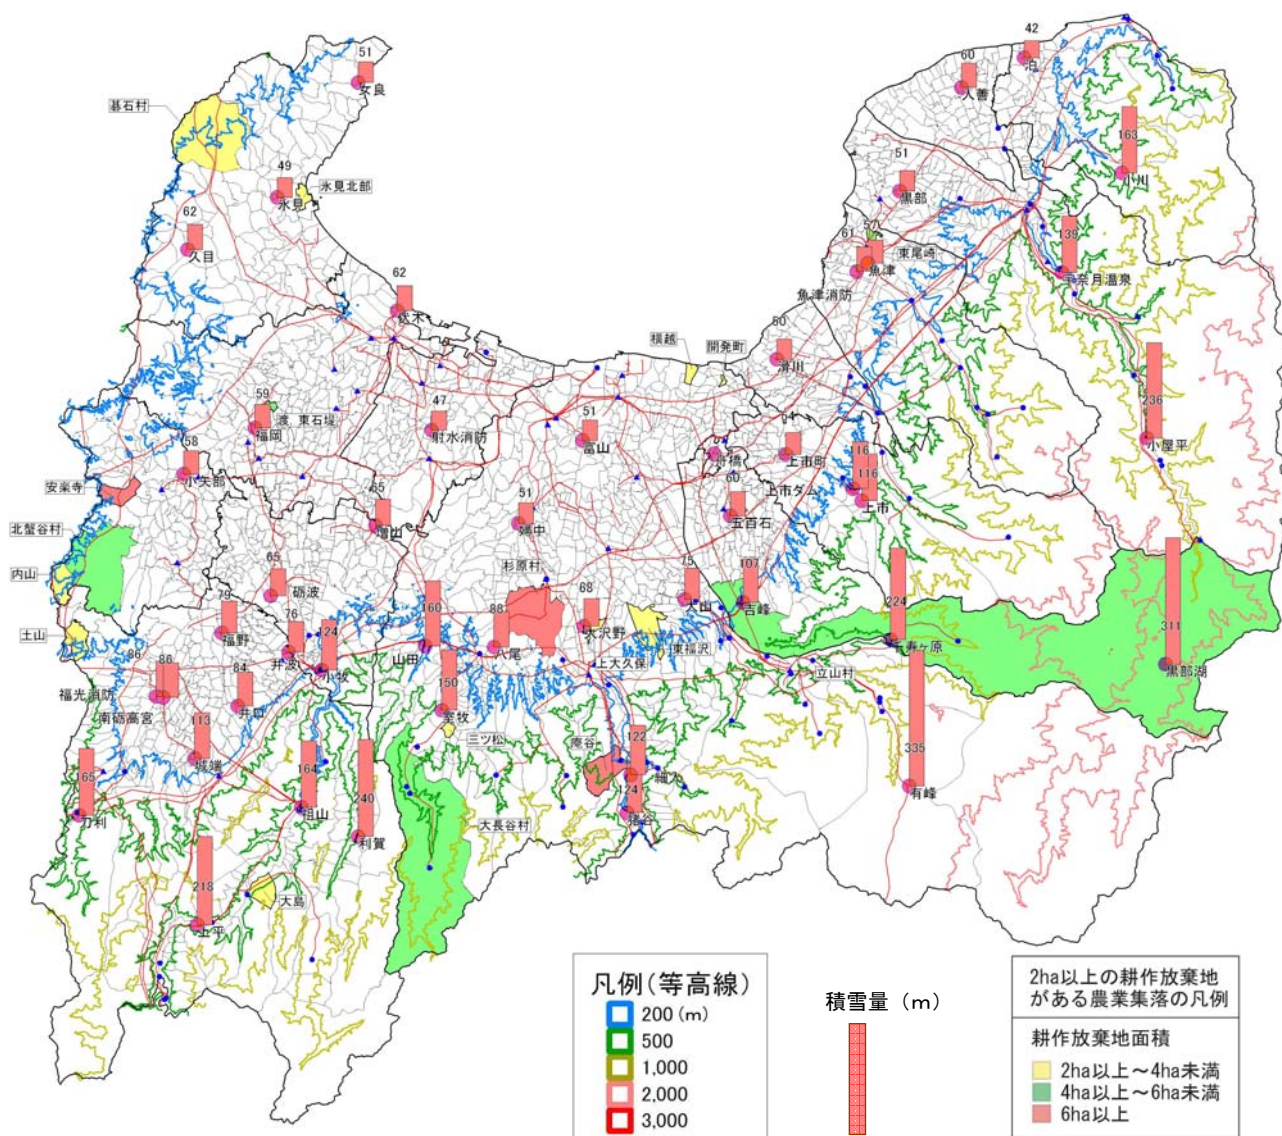 42
泊
51
女良
60
入善
碁石村
163
小川
49
氷見
氷見北部
51
黒部
62
久目
61
57
魚津
東尾崎
139
宇奈月温泉
魚津消防
62
伏木
50
滑川
槇越
開発町
236
小屋平
59
福岡
渡
東石堤
47
射水消防
51
富山
舟橋
上市町
58
小矢部
116
上市ダム
上市
安楽寺
65
増山
51
婦中
60
五百石
北蟹谷村
311
黒部湖
内山
65
砺波
杉原村
75
大山
107
吉峰
224
千寿ヶ原
79
福野
76
井波
124
小牧
160
山田
88
八尾
68
大沢野
土山
東福沢
上大久保
立山村
86
86
福光消防
84
井口
150
室牧
南砺高宮
113
城端
三ツ松
庵谷
122
細入
335
有峰
165
刀利
164
祖山
240
利賀
124
猪谷
大長谷村
218
上平
大島
凡例(等高線)
200 (m)
500
1,000
2,000
3,000
積雪量 (m)
2ha以上の耕作放棄地
がある農業集落の凡例
耕作放棄地面積
2ha以上～4ha未満
4ha以上～6ha未満
6ha以上